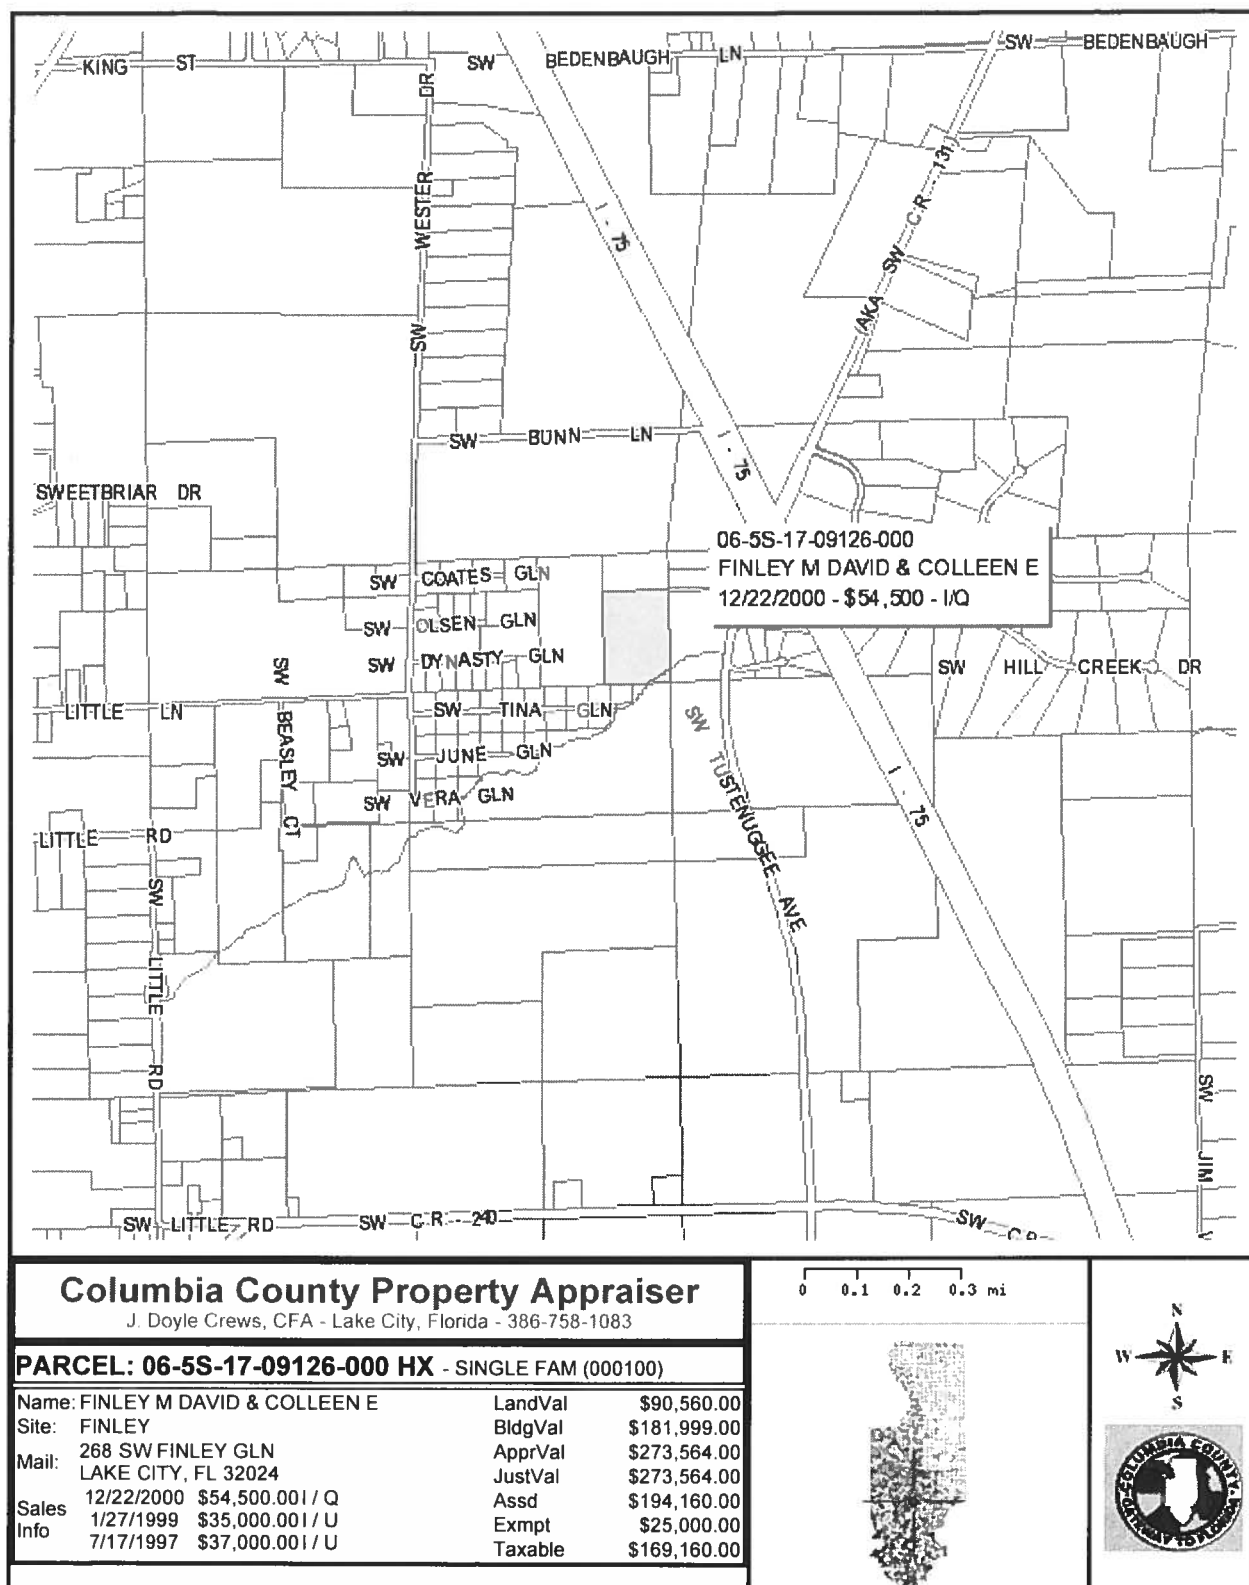 KING ST
SW BEDENBAUGH LN
SW BEDENBAUGH
SW WESTER DR
I - 75
(AKA SW C R - 131)
SW BUNN LN
I - 75
SWEETBRIAR DR
06-5S-17-09126-000
FINLEY M DAVID & COLLEEN E
12/22/2000 - $54,500 - I/Q
SW COATES GLN
SW OLSEN GLN
SW DYNASTY GLN
SW HILL CREEK DR
LITTLE LN
SW TINA GLN
SW BEASLEY CT
SW JUNE GLN
SW VERA GLN
SW TUSTENUGGEE AVE
I - 75
LITTLE RD
SW LITTLE RD
SW JIM
SW LITTLE RD
SW C R - 240
SW C R
Columbia County Property Appraiser
J. Doyle Crews, CFA - Lake City, Florida - 386-758-1083
PARCEL: 06-5S-17-09126-000 HX - SINGLE FAM (000100)
Name: FINLEY M DAVID & COLLEEN E
Site: FINLEY
Mail: 268 SW FINLEY GLN
LAKE CITY, FL 32024
Sales Info
12/22/2000 $54,500.00 I / Q
1/27/1999 $35,000.00 I / U
7/17/1997 $37,000.00 I / U
LandVal $90,560.00
BldgVal $181,999.00
ApprVal $273,564.00
JustVal $273,564.00
Assd $194,160.00
Exmpt $25,000.00
Taxable $169,160.00
0 0.1 0.2 0.3 mi
N
W E
S
COLUMBIA COUNTY
GATEWAY TO FLORIDA